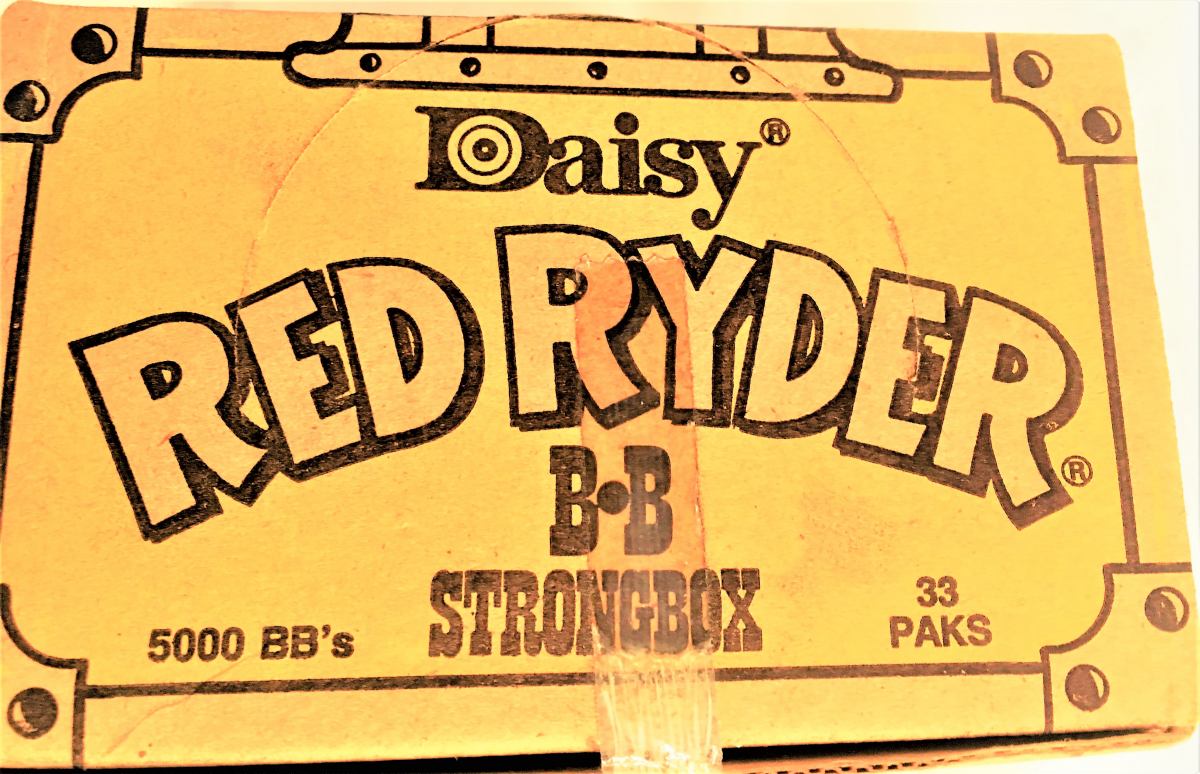 Daisy®
RED RYDER®
B•B
STRONGBOX
5000 BB's
33
PAKS